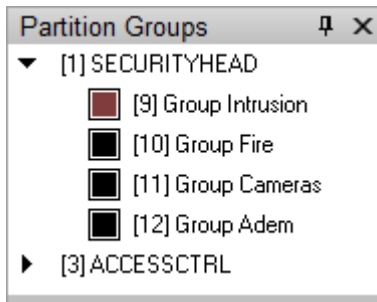 Partition Groups
[1] SECURITYHEAD
[9] Group Intrusion
[10] Group Fire
[11] Group Cameras
[12] Group Adem
[3] ACCESSCTRL